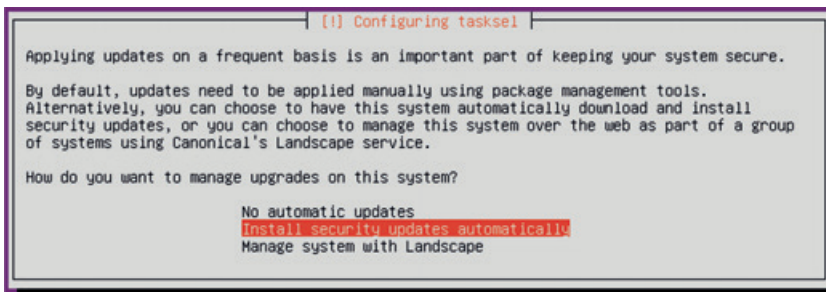 [!] Configuring tasksel
Applying updates on a frequent basis is an important part of keeping your system secure.
By default, updates need to be applied manually using package management tools.
Alternatively, you can choose to have this system automatically download and install
security updates, or you can choose to manage this system over the web as part of a group
of systems using Canonical's Landscape service.
How do you want to manage upgrades on this system?
No automatic updates
Install security updates automatically
Manage system with Landscape